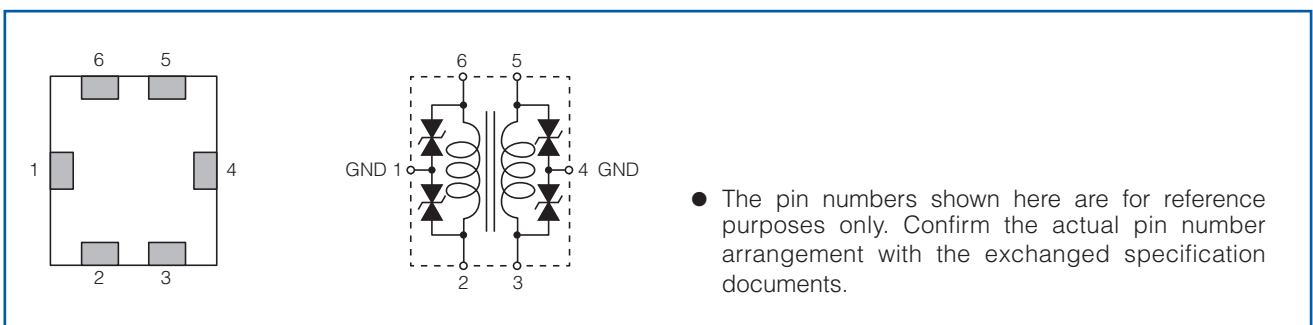 6 5
1 4
2 3
6 5
GND 1 4 GND
2 3
● The pin numbers shown here are for reference
purposes only. Confirm the actual pin number
arrangement with the exchanged specification
documents.